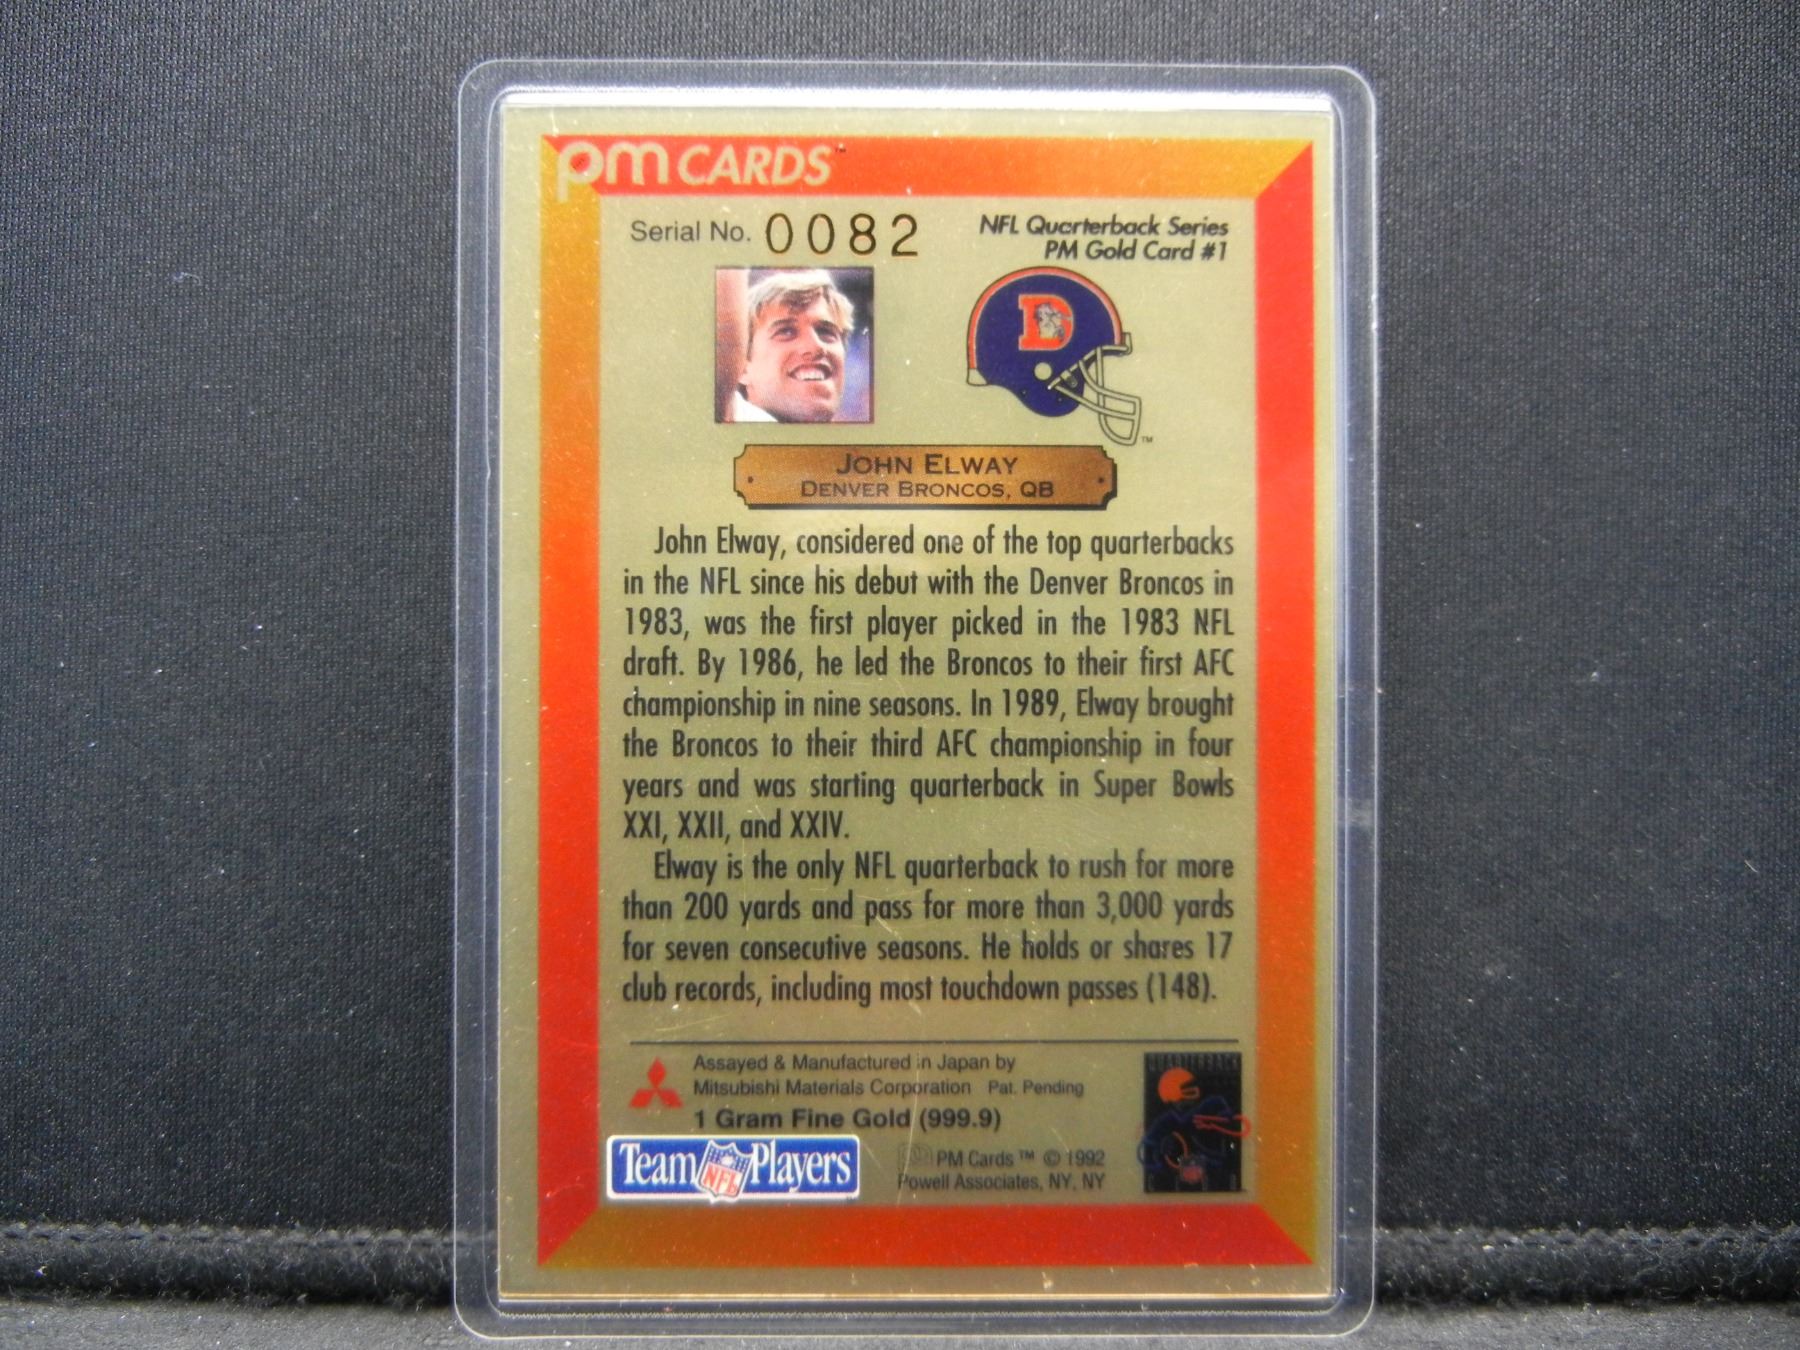 pm CARDS™
Serial No. 0082
NFL Quarterback Series
PM Gold Card #1
D
™
JOHN ELWAY
DENVER BRONCOS, QB
John Elway, considered one of the top quarterbacks
in the NFL since his debut with the Denver Broncos in
1983, was the first player picked in the 1983 NFL
draft. By 1986, he led the Broncos to their first AFC
championship in nine seasons. In 1989, Elway brought
the Broncos to their third AFC championship in four
years and was starting quarterback in Super Bowls
XXI, XXII, and XXIV.
Elway is the only NFL quarterback to rush for more
than 200 yards and pass for more than 3,000 yards
for seven consecutive seasons. He holds or shares 17
club records, including most touchdown passes (148).
Assayed & Manufactured in Japan by
Mitsubishi Materials Corporation Pat. Pending
1 Gram Fine Gold (999.9)
QUARTERBACK
Team NFL Players
PM Cards™ © 1992
Powell Associates, NY, NY